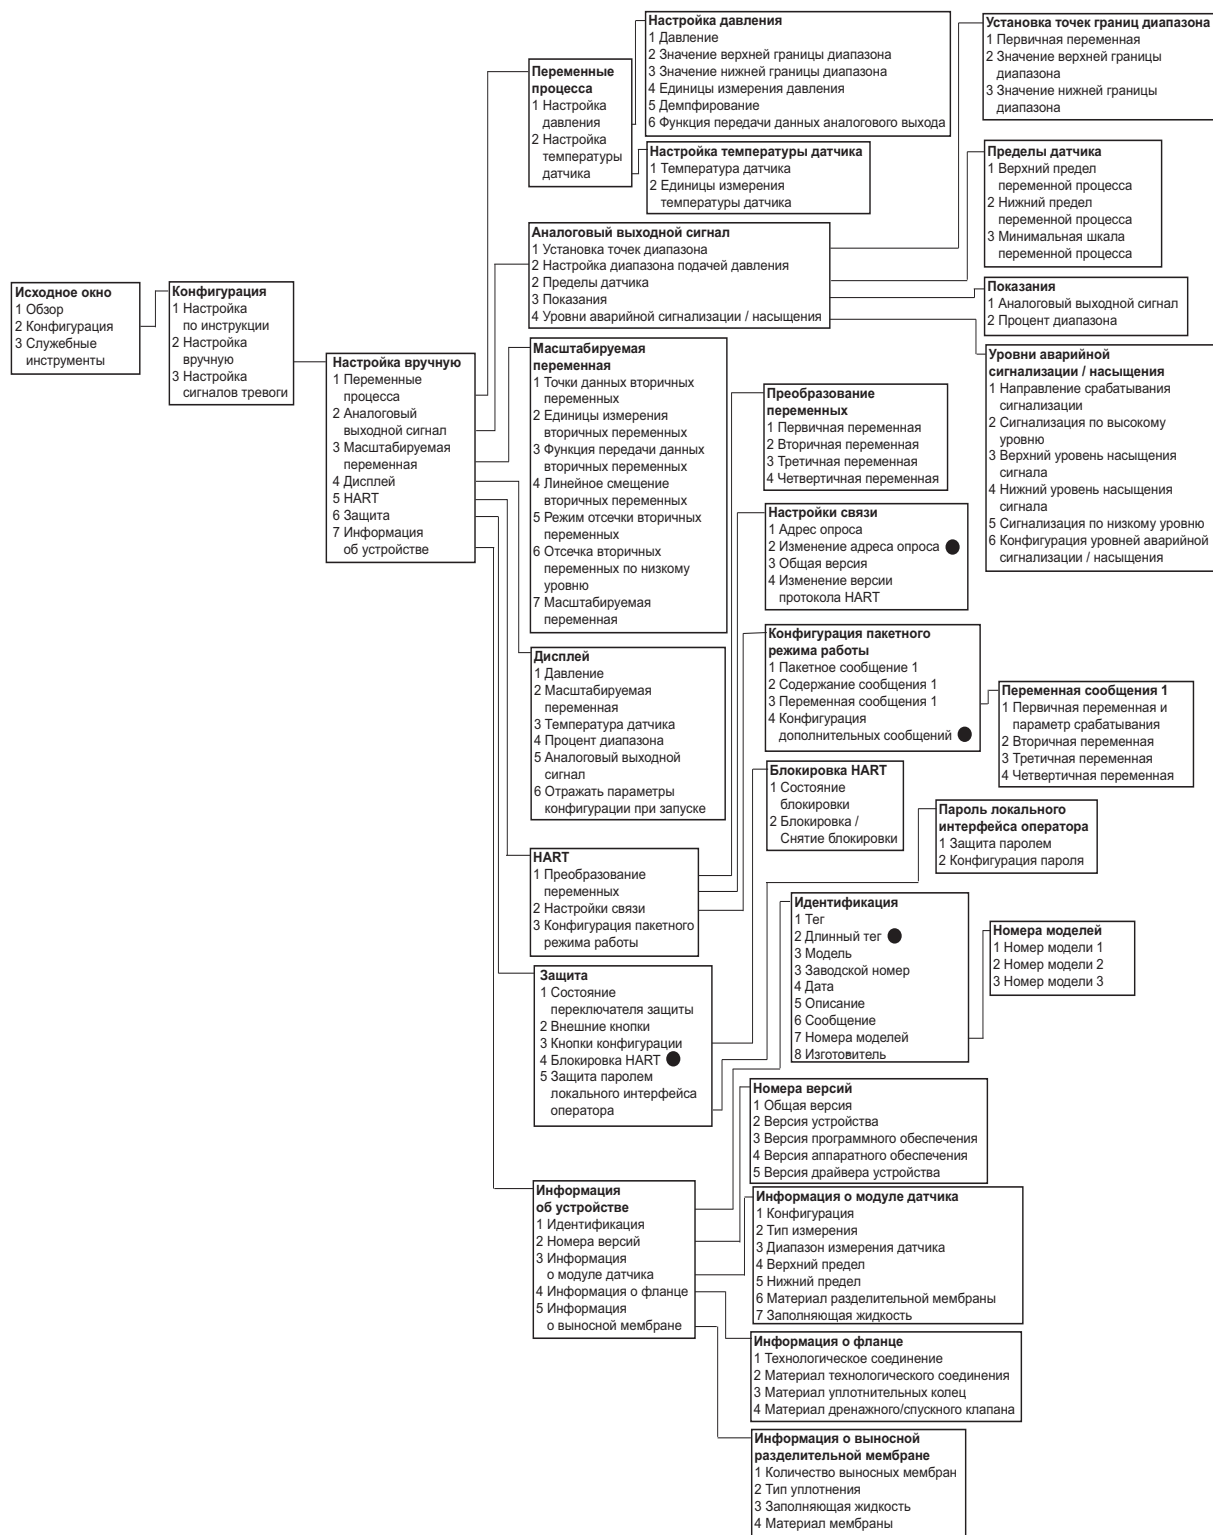 Исходное окно
1 Обзор
2 Конфигурация
3 Служебные
инструменты
Конфигурация
1 Настройка
по инструкции
2 Настройка
вручную
3 Настройка
сигналов тревоги
Настройка вручную
1 Переменные
процесса
2 Аналоговый
выходной сигнал
3 Масштабируемая
переменная
4 Дисплей
5 HART
6 Защита
7 Информация
об устройстве
Переменные
процесса
1 Настройка
давления
2 Настройка
температуры
датчика
Настройка давления
1 Давление
2 Значение верхней границы диапазона
3 Значение нижней границы диапазона
4 Единицы измерения давления
5 Демпфирование
6 Функция передачи данных аналогового выхода
Настройка температуры датчика
1 Температура датчика
2 Единицы измерения
температуры датчика
Аналоговый выходной сигнал
1 Установка точек диапазона
2 Настройка диапазона подачей давления
2 Пределы датчика
3 Показания
4 Уровни аварийной сигнализации / насыщения
Установка точек границ диапазона
1 Первичная переменная
2 Значение верхней границы
диапазона
3 Значение нижней границы
диапазона
Пределы датчика
1 Верхний предел
переменной процесса
2 Нижний предел
переменной процесса
3 Минимальная шкала
переменной процесса
Показания
1 Аналоговый выходной сигнал
2 Процент диапазона
Уровни аварийной
сигнализации / насыщения
1 Направление срабатывания
сигнализации
2 Сигнализация по высокому
уровню
3 Верхний уровень насыщения
сигнала
4 Нижний уровень насыщения
сигнала
5 Сигнализация по низкому уровню
6 Конфигурация уровней аварийной
сигнализации / насыщения
Масштабируемая
переменная
1 Точки данных вторичных
переменных
2 Единицы измерения
вторичных переменных
3 Функция передачи данных
вторичных переменных
4 Линейное смещение
вторичных переменных
5 Режим отсечки вторичных
переменных
6 Отсечка вторичных
переменных по низкому
уровню
7 Масштабируемая
переменная
Дисплей
1 Давление
2 Масштабируемая
переменная
3 Температура датчика
4 Процент диапазона
5 Аналоговый выходной
сигнал
6 Отражать параметры
конфигурации при запуске
HART
1 Преобразование
переменных
2 Настройки связи
3 Конфигурация пакетного
режима работы
Преобразование
переменных
1 Первичная переменная
2 Вторичная переменная
3 Третичная переменная
4 Четвертичная переменная
Настройки связи
1 Адрес опроса
2 Изменение адреса опроса ●
3 Общая версия
4 Изменение версии
протокола HART
Конфигурация пакетного
режима работы
1 Пакетное сообщение 1
2 Содержание сообщения 1
3 Переменная сообщения 1
4 Конфигурация
дополнительных сообщений ●
Переменная сообщения 1
1 Первичная переменная и
параметр срабатывания
2 Вторичная переменная
3 Третичная переменная
4 Четвертичная переменная
Защита
1 Состояние
переключателя защиты
2 Внешние кнопки
3 Кнопки конфигурации
4 Блокировка HART ●
5 Защита паролем
локального интерфейса
оператора
Блокировка HART
1 Состояние
блокировки
2 Блокировка /
Снятие блокировки
Пароль локального
интерфейса оператора
1 Защита паролем
2 Конфигурация пароля
Информация
об устройстве
1 Идентификация
2 Номера версий
3 Информация
о модуле датчика
4 Информация о фланце
5 Информация
о выносной мембране
Идентификация
1 Тег
2 Длинный тег ●
3 Модель
3 Заводской номер
4 Дата
5 Описание
6 Сообщение
7 Номера моделей
8 Изготовитель
Номера моделей
1 Номер модели 1
2 Номер модели 2
3 Номер модели 3
Номера версий
1 Общая версия
2 Версия устройства
3 Версия программного обеспечения
4 Версия аппаратного обеспечения
5 Версия драйвера устройства
Информация о модуле датчика
1 Конфигурация
2 Тип измерения
3 Диапазон измерения датчика
4 Верхний предел
5 Нижний предел
6 Материал разделительной мембраны
7 Заполняющая жидкость
Информация о фланце
1 Технологическое соединение
2 Материал технологического соединения
3 Материал уплотнительных колец
4 Материал дренажного/спускного клапана
Информация о выносной
разделительной мембране
1 Количество выносных мембран
2 Тип уплотнения
3 Заполняющая жидкость
4 Материал мембраны